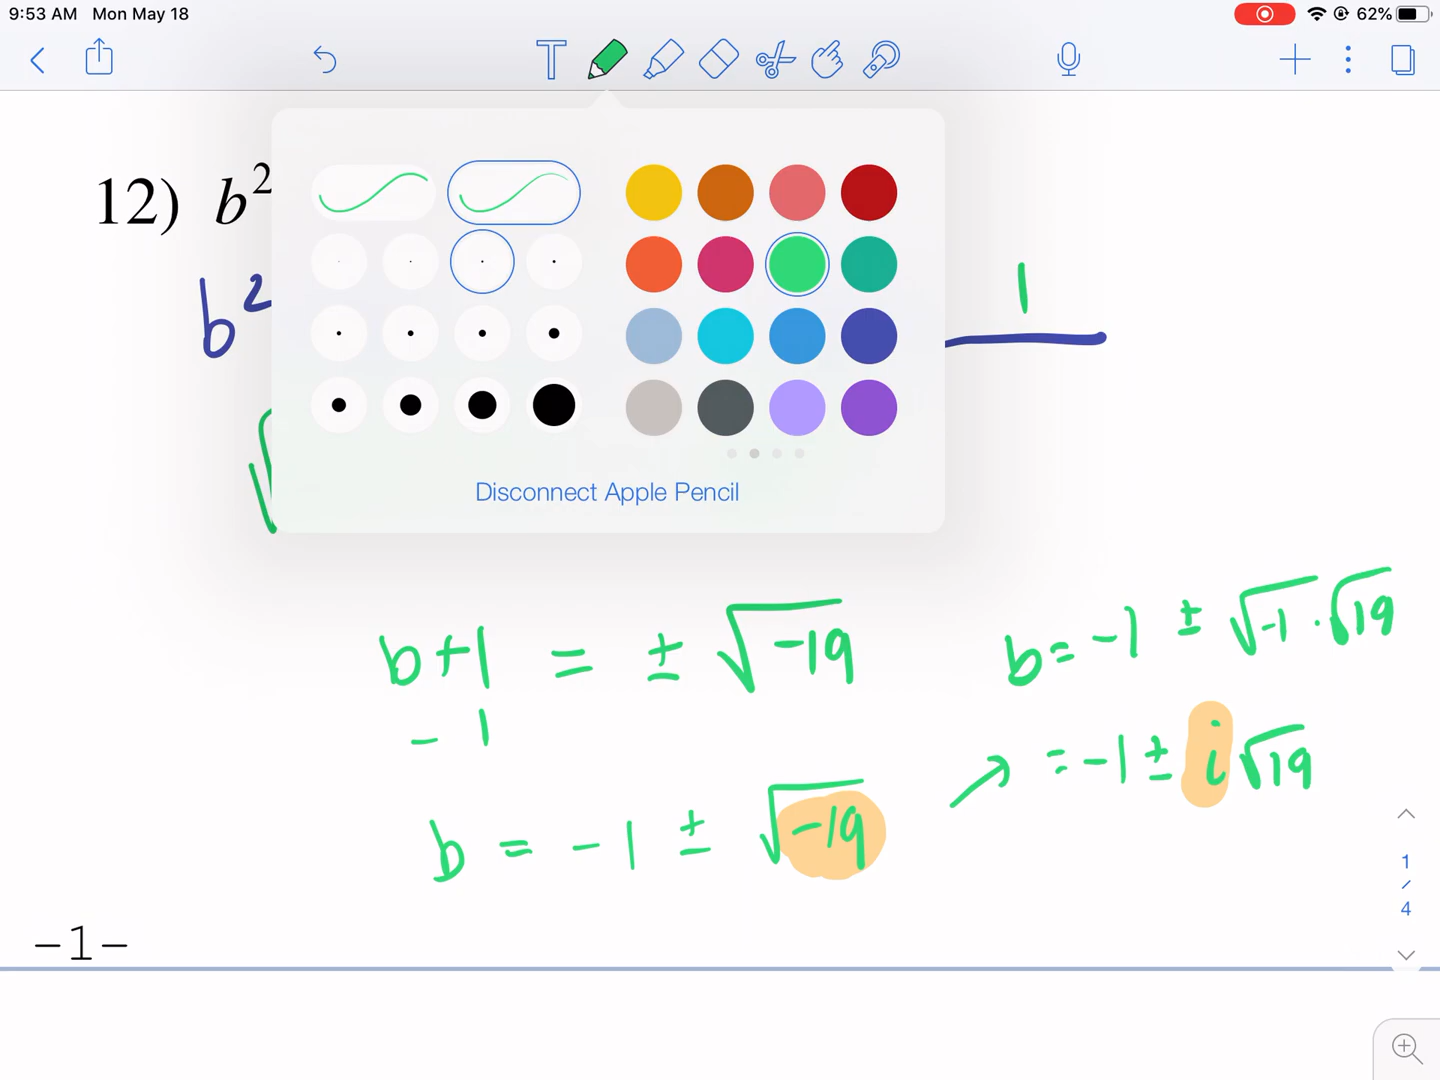 9:53 AM Mon May 18 62%
T
12) b²
b² 1
Disconnect Apple Pencil
b+1 = ± √-19
- 1
b = -1 ± √-19
b = -1 ± √-1 · √19
= -1 ± i √19
1
/
4
-1-